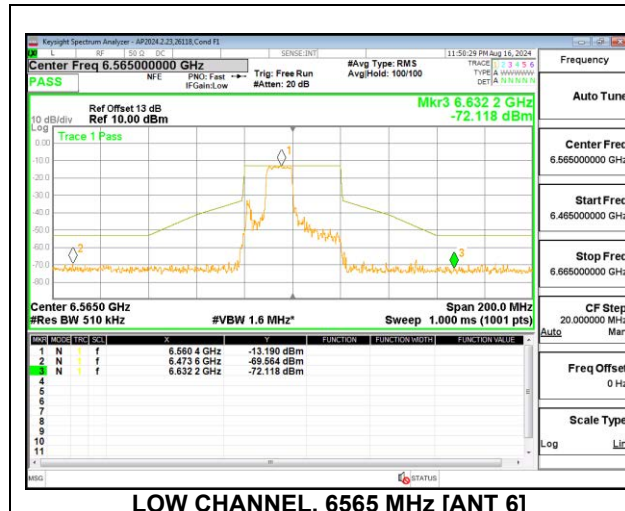 Keysight Spectrum Analyzer - AP2024.2.23,26118,Cond F1
L RF 50 Ω DC SENSE:INT 11:50:29 PM Aug 16, 2024
Center Freq 6.565000000 GHz #Avg Type: RMS TRACE 1 2 3 4 5 6
PASS NFE PNO: Fast Trig: Free Run Avg|Hold: 100/100 TYPE A WWWWW
IFGain:Low #Atten: 20 dB DET A N N N N N
Frequency
Auto Tune
Center Freq
6.565000000 GHz
Start Freq
6.465000000 GHz
Stop Freq
6.665000000 GHz
CF Step
20.000000 MHz
Auto Man
Freq Offset
0 Hz
Scale Type
Log Lin
Mkr3 6.632 2 GHz
-72.118 dBm
Ref Offset 13 dB
10 dB/div Ref 10.00 dBm
Log
Trace 1 Pass
0.00
-10.0
-20.0
-30.0
-40.0
-50.0
-60.0
-70.0
-80.0
1
2
3
Center 6.5650 GHz Span 200.0 MHz
#Res BW 510 kHz #VBW 1.6 MHz* Sweep 1.000 ms (1001 pts)
MKR MODE TRC SCL X Y FUNCTION FUNCTION WIDTH FUNCTION VALUE
1 N 1 f 6.560 4 GHz -13.190 dBm
2 N 1 f 6.473 6 GHz -69.564 dBm
3 N 1 f 6.632 2 GHz -72.118 dBm
4
5
6
7
8
9
10
11
MSG STATUS
LOW CHANNEL, 6565 MHz [ANT 6]